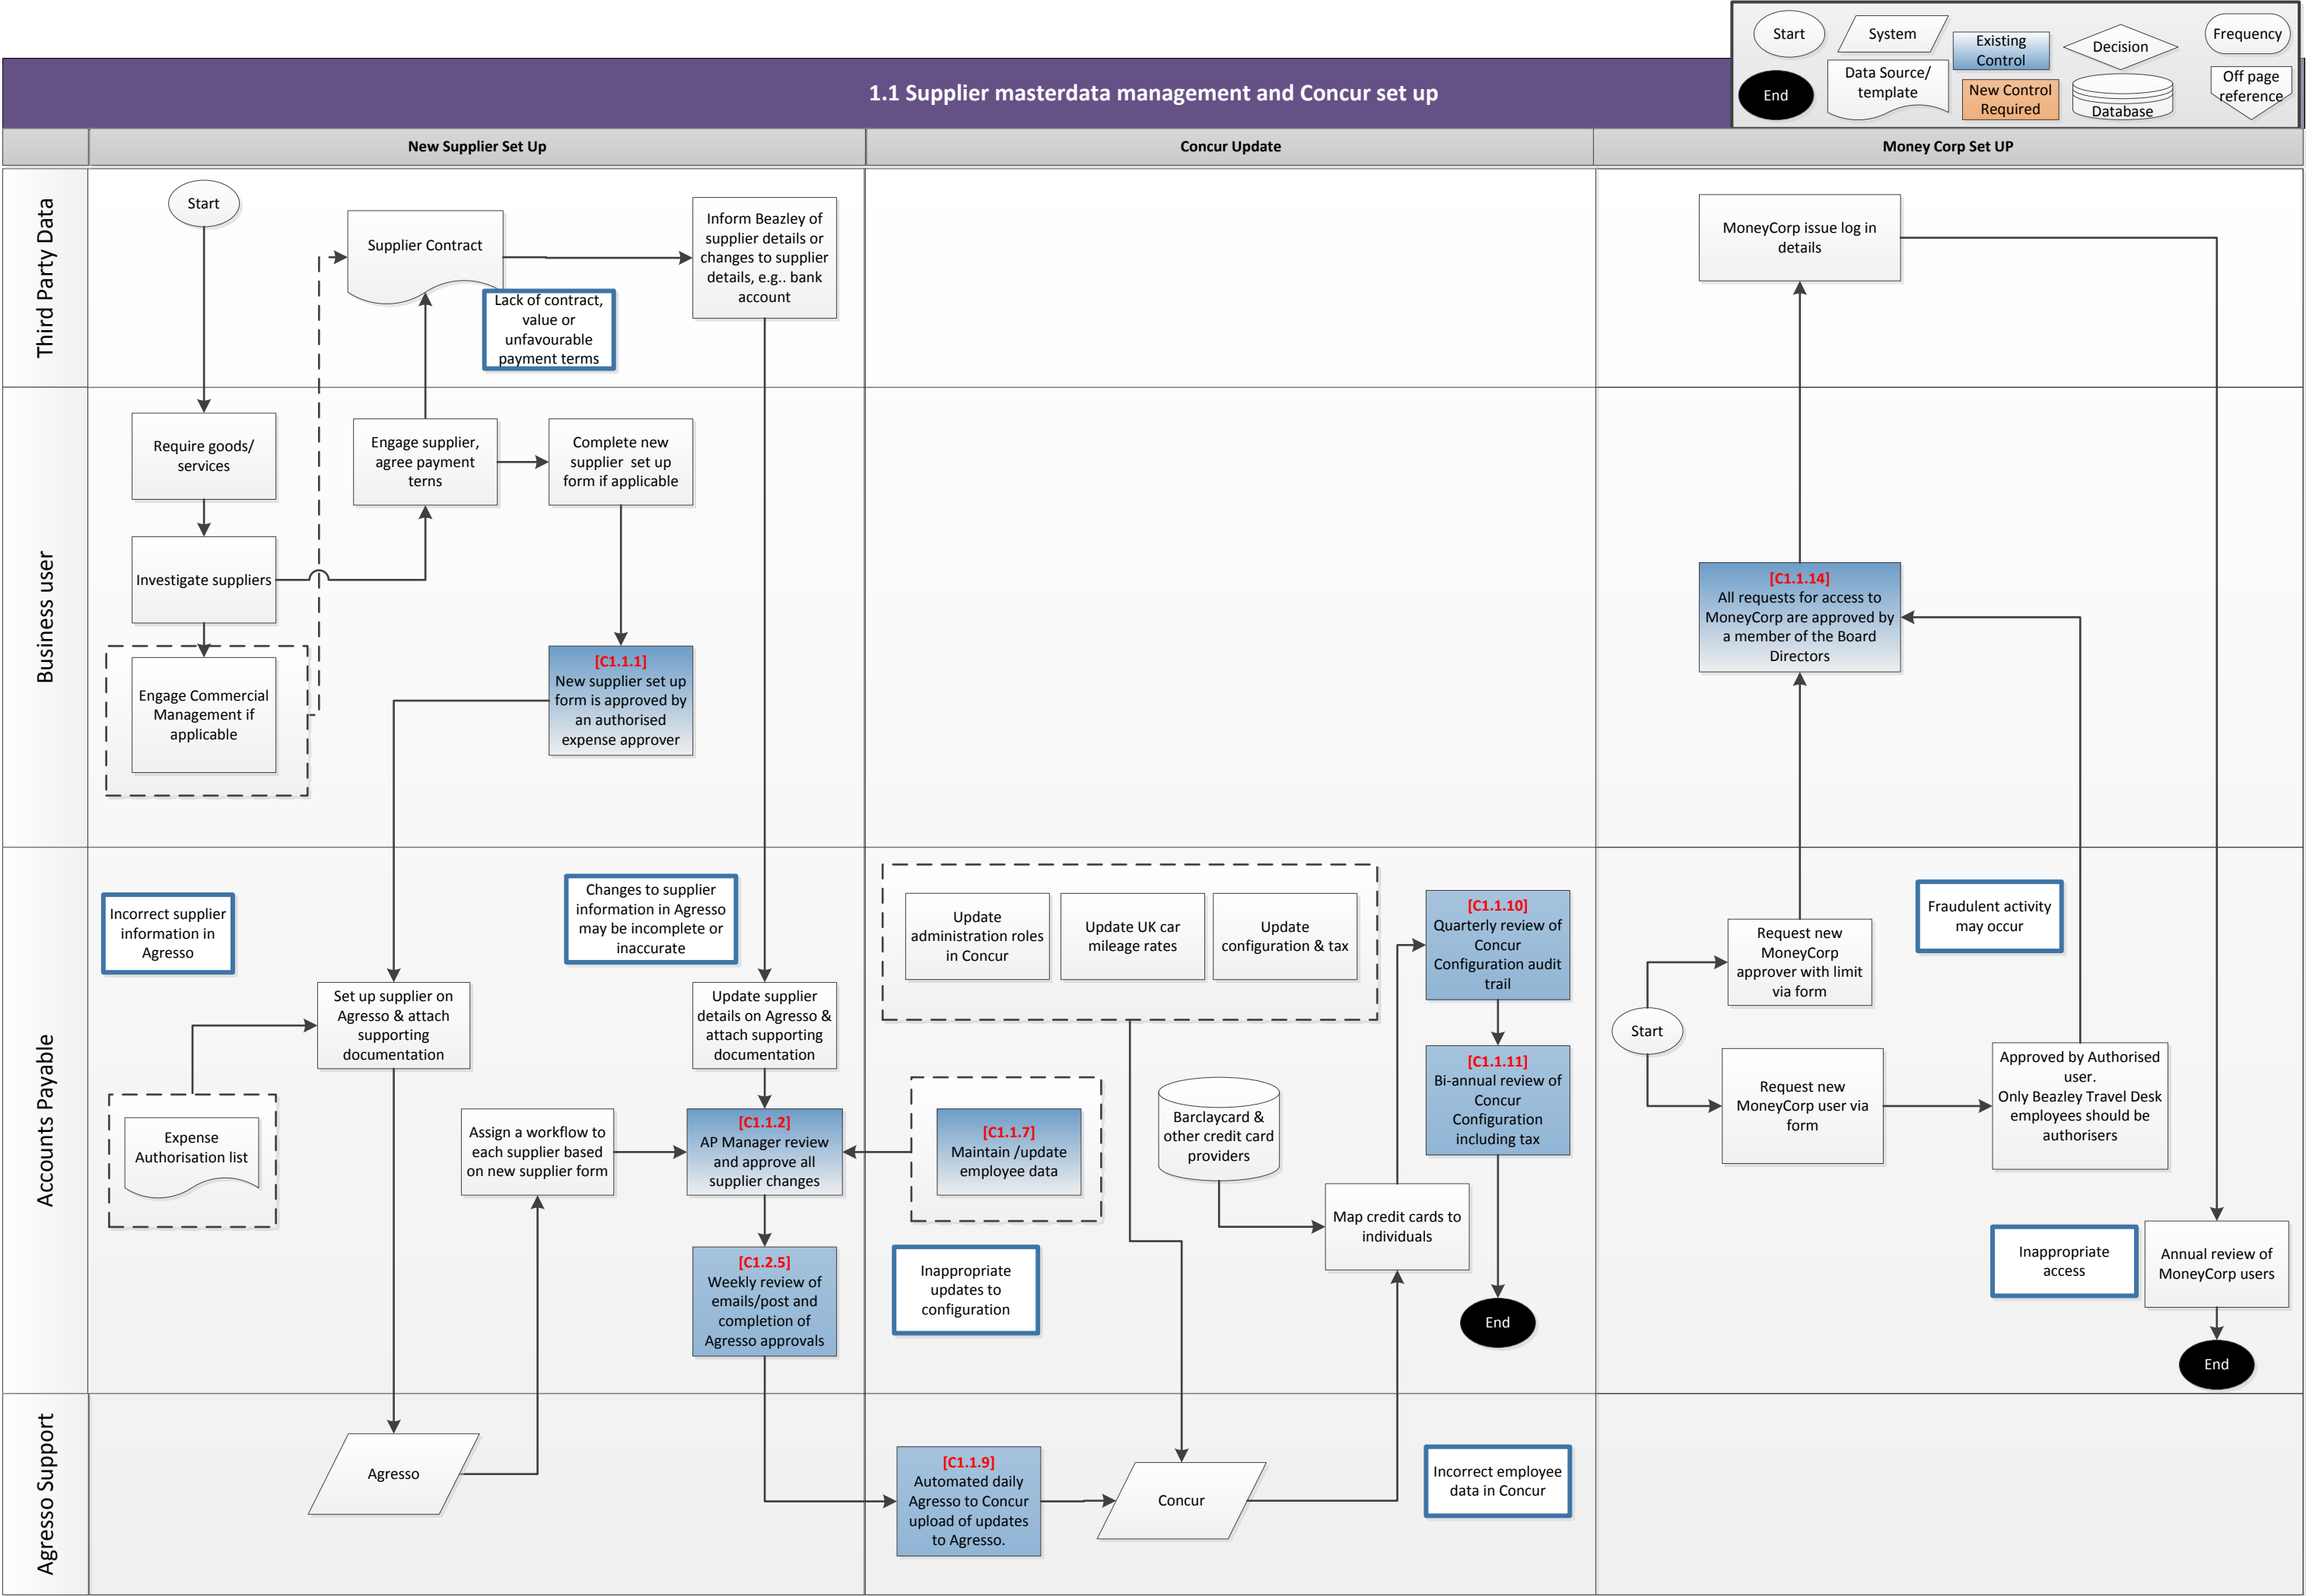 Start
System
Existing
Control
Decision
Frequency
End
Data Source/
template
New Control
Required
Database
Off page
reference
1.1 Supplier masterdata management and Concur set up
New Supplier Set Up
Concur Update
Money Corp Set UP
Third Party Data
Start
Supplier Contract
Lack of contract,
value or
unfavourable
payment terms
Inform Beazley of
supplier details or
changes to supplier
details, e.g.. bank
account
MoneyCorp issue log in
details
Business user
Require goods/
services
Investigate suppliers
Engage Commercial
Management if
applicable
Engage supplier,
agree payment
terns
Complete new
supplier  set up
form if applicable
[C1.1.1]
New supplier set up
form is approved by
an authorised
expense approver
[C1.1.14]
All requests for access to
MoneyCorp are approved by
a member of the Board
Directors
Accounts Payable
Incorrect supplier
information in
Agresso
Changes to supplier
information in Agresso
may be incomplete or
inaccurate
Set up supplier on
Agresso & attach
supporting
documentation
Update supplier
details on Agresso &
attach supporting
documentation
Expense
Authorisation list
Assign a workflow to
each supplier based
on new supplier form
[C1.1.2]
AP Manager review
and approve all
supplier changes
[C1.2.5]
Weekly review of
emails/post and
completion of
Agresso approvals
Update
administration roles
in Concur
Update UK car
mileage rates
Update
configuration & tax
[C1.1.7]
Maintain /update
employee data
Barclaycard &
other credit card
providers
Inappropriate
updates to
configuration
Map credit cards to
individuals
[C1.1.10]
Quarterly review of
Concur
Configuration audit
trail
[C1.1.11]
Bi-annual review of
Concur
Configuration
including tax
End
Request new
MoneyCorp
approver with limit
via form
Fraudulent activity
may occur
Start
Request new
MoneyCorp user via
form
Approved by Authorised
user.
Only Beazley Travel Desk
employees should be
authorisers
Inappropriate
access
Annual review of
MoneyCorp users
End
Agresso Support
Agresso
[C1.1.9]
Automated daily
Agresso to Concur
upload of updates
to Agresso.
Concur
Incorrect employee
data in Concur